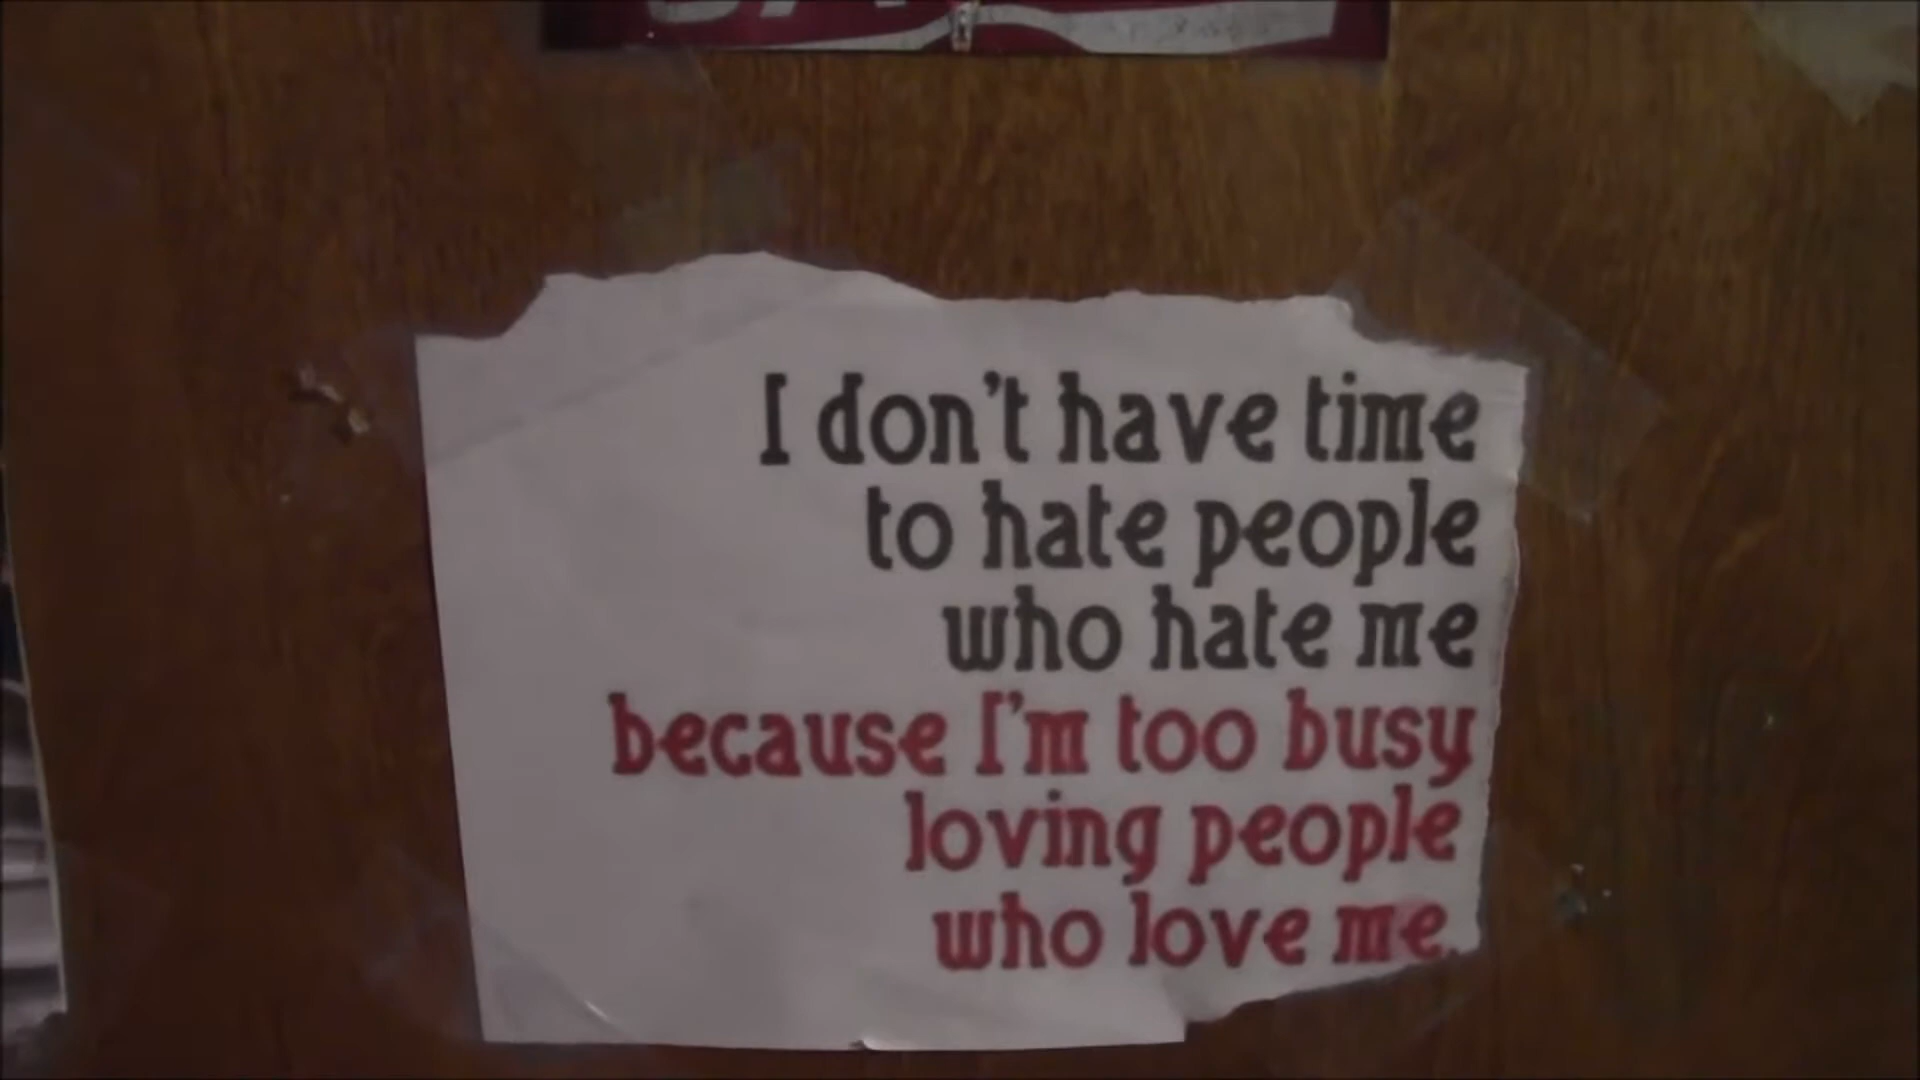 I don't have time
to hate people
who hate me
because I'm too busy
loving people
who love me.